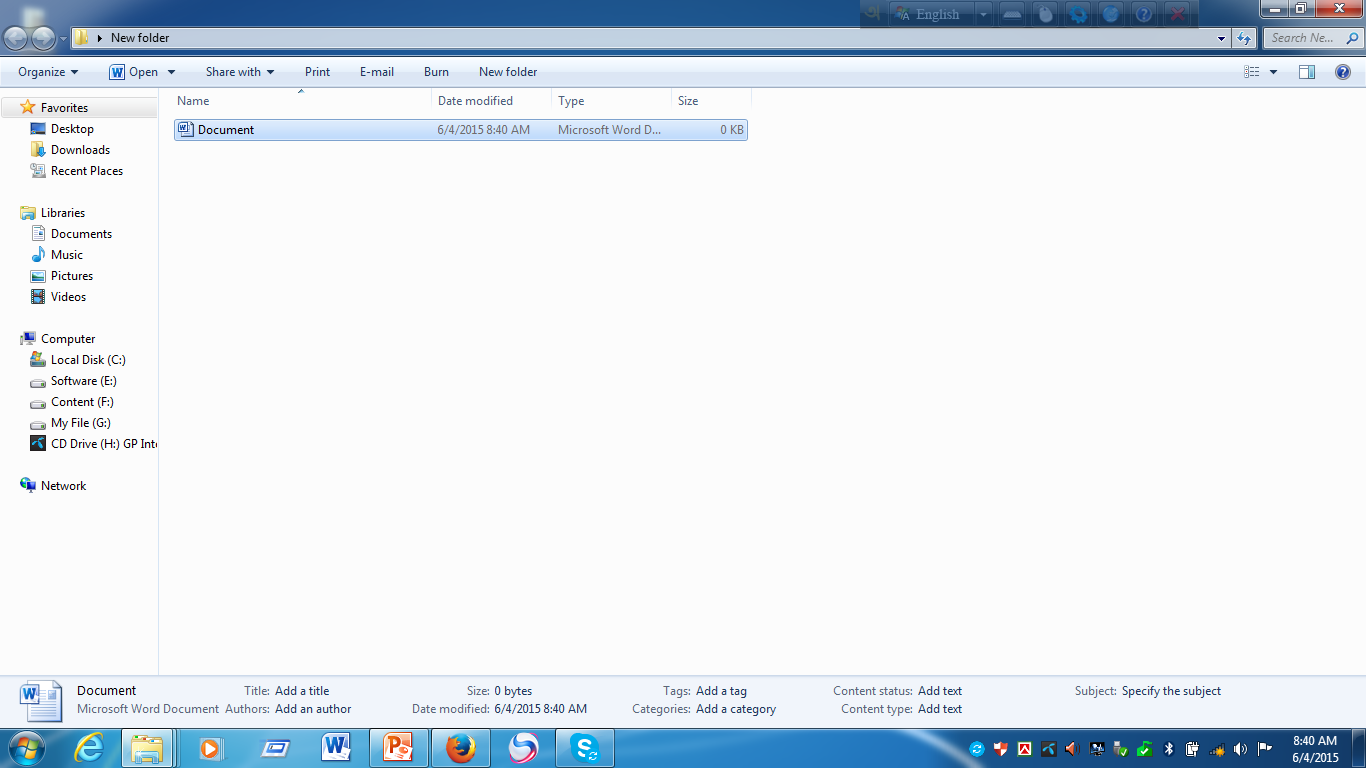 অ English
New folder
Search Ne...
Organize Open Share with Print E-mail Burn New folder
Name Date modified Type Size
Favorites
Document 6/4/2015 8:40 AM Microsoft Word D... 0 KB
Desktop
Downloads
Recent Places
Libraries
Documents
Music
Pictures
Videos
Computer
Local Disk (C:)
Software (E:)
Content (F:)
My File (G:)
CD Drive (H:) GP Inte
Network
Document Title: Add a title Size: 0 bytes Tags: Add a tag Content status: Add text Subject: Specify the subject
Microsoft Word Document Authors: Add an author Date modified: 6/4/2015 8:40 AM Categories: Add a category Content type: Add text
8:40 AM
6/4/2015